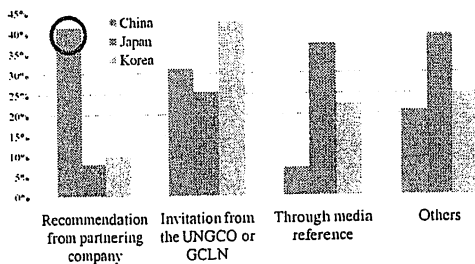 45%
40%
35%
30%
25%
20%
15%
10%
5%
0%
China
Japan
Korea
Recommendation
from partnering
company
Invitation from
the UNGCO or
GCLN
Through media
reference
Others